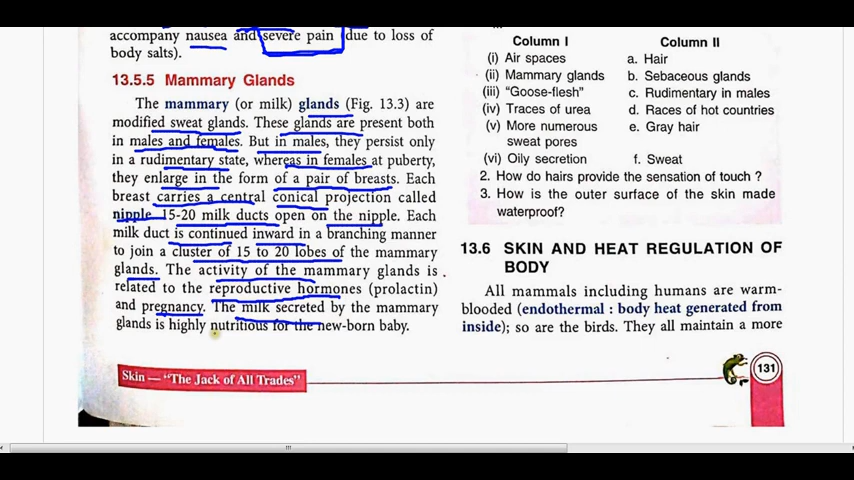 accompany nausea and severe pain due to loss of
body salts).
13.5.5 Mammary Glands
The mammary (or milk) glands (Fig. 13.3) are
modified sweat glands. These glands are present both
in males and females. But in males, they persist only
in a rudimentary state, whereas in females at puberty,
they enlarge in the form of a pair of breasts. Each
breast carries a central conical projection called
nipple. 15-20 milk ducts open on the nipple. Each
milk duct is continued inward in a branching manner
to join a cluster of 15 to 20 lobes of the mammary
glands. The activity of the mammary glands is
related to the reproductive hormones (prolactin)
and pregnancy. The milk secreted by the mammary
glands is highly nutritious for the new-born baby.
Skin — "The Jack of All Trades"
Column I Column II
(i) Air spaces a. Hair
(ii) Mammary glands b. Sebaceous glands
(iii) "Goose-flesh" c. Rudimentary in males
(iv) Traces of urea d. Races of hot countries
(v) More numerous e. Gray hair
sweat pores
(vi) Oily secretion f. Sweat
2. How do hairs provide the sensation of touch ?
3. How is the outer surface of the skin made
waterproof?
13.6 SKIN AND HEAT REGULATION OF
BODY
All mammals including humans are warm-
blooded (endothermal : body heat generated from
inside); so are the birds. They all maintain a more
131